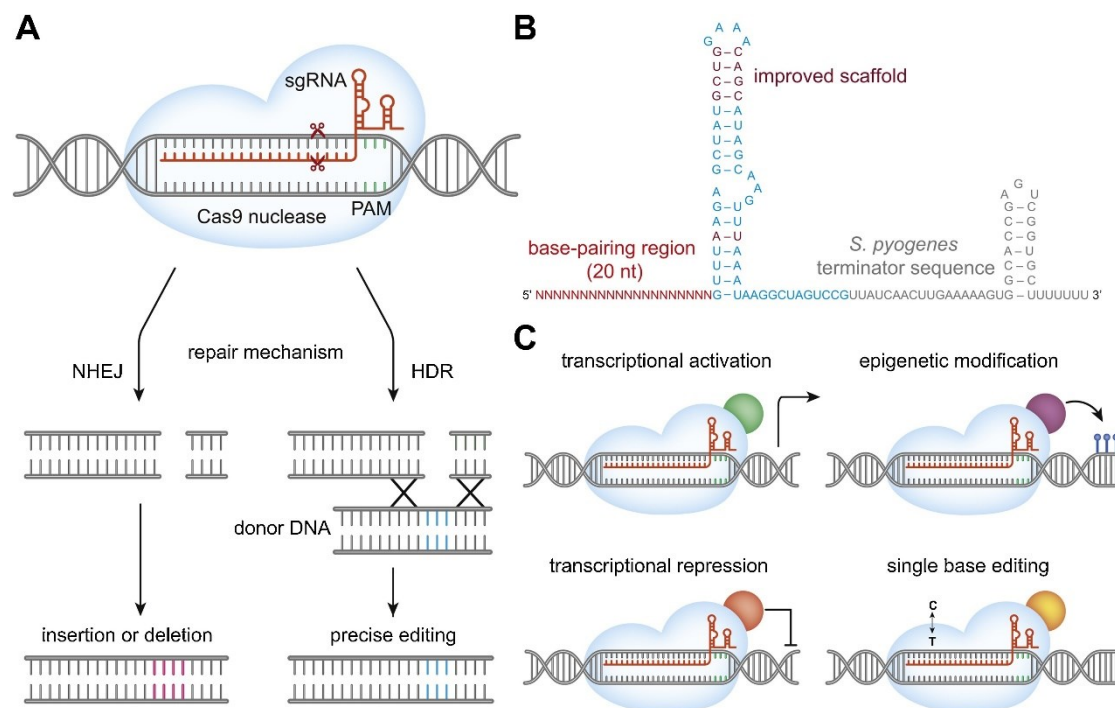 A
sgRNA
Cas9 nuclease
PAM
repair mechanism
NHEJ
HDR
donor DNA
insertion or deletion
precise editing
B
A A
G A
G – C
U – A
C – G
G – C
U – A
A – U
U – A
C – G
G – C
A
A A
G – U G
A – U
A – U
U – A
U – A
U – A
improved scaffold
base-pairing region
(20 nt)
S. pyogenes
terminator sequence
G
A U
G – C
C – G
C – G
A – U
C – G
G – C
5' NNNNNNNNNNNNNNNNNNNNG – UAAGGCUAGUCCGUUAUCAACUUGAAAAAGUG – UUUUUUU 3'
C
transcriptional activation
epigenetic modification
transcriptional repression
single base editing
C
T